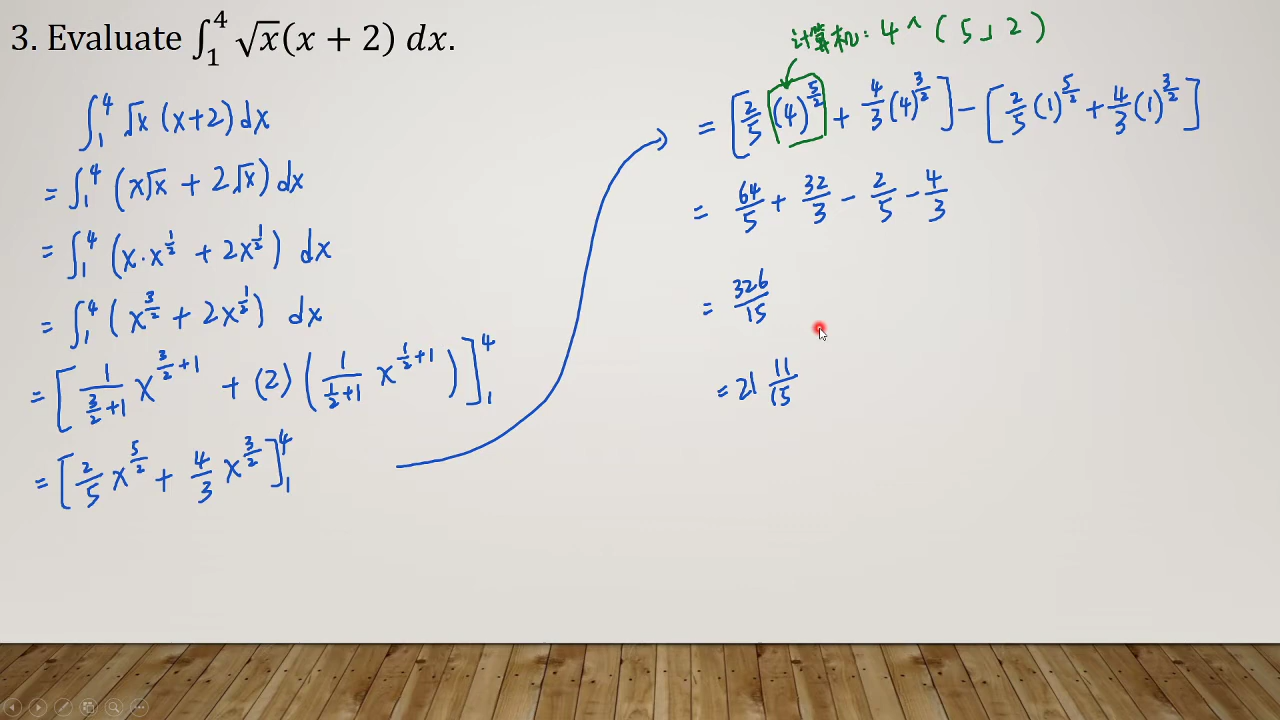 3. Evaluate ∫₁⁴ √x(x + 2) dx.
∫₁⁴ √x (x+2) dx
= ∫₁⁴ (x√x + 2√x) dx
= ∫₁⁴ (x·x^(1/2) + 2x^(1/2)) dx
= ∫₁⁴ (x^(3/2) + 2x^(1/2)) dx
= [1/(3/2+1) x^(3/2+1) + (2)(1/(1/2+1) x^(1/2+1))]₁⁴
= [2/5 x^(5/2) + 4/3 x^(3/2)]₁⁴
计算机: 4^(5┘2)
= [2/5 (4)^(5/2) + 4/3 (4)^(3/2)] − [2/5 (1)^(5/2) + 4/3 (1)^(3/2)]
= 64/5 + 32/3 − 2/5 − 4/3
= 326/15
= 21 11/15